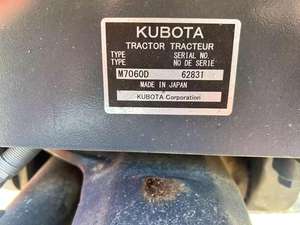 KUBOTA
TRACTOR TRACTEUR
TYPE SERIAL NO.
TYPE NO DE SERIE
M7060D 62831
MADE IN JAPAN
KUBOTA Corporation